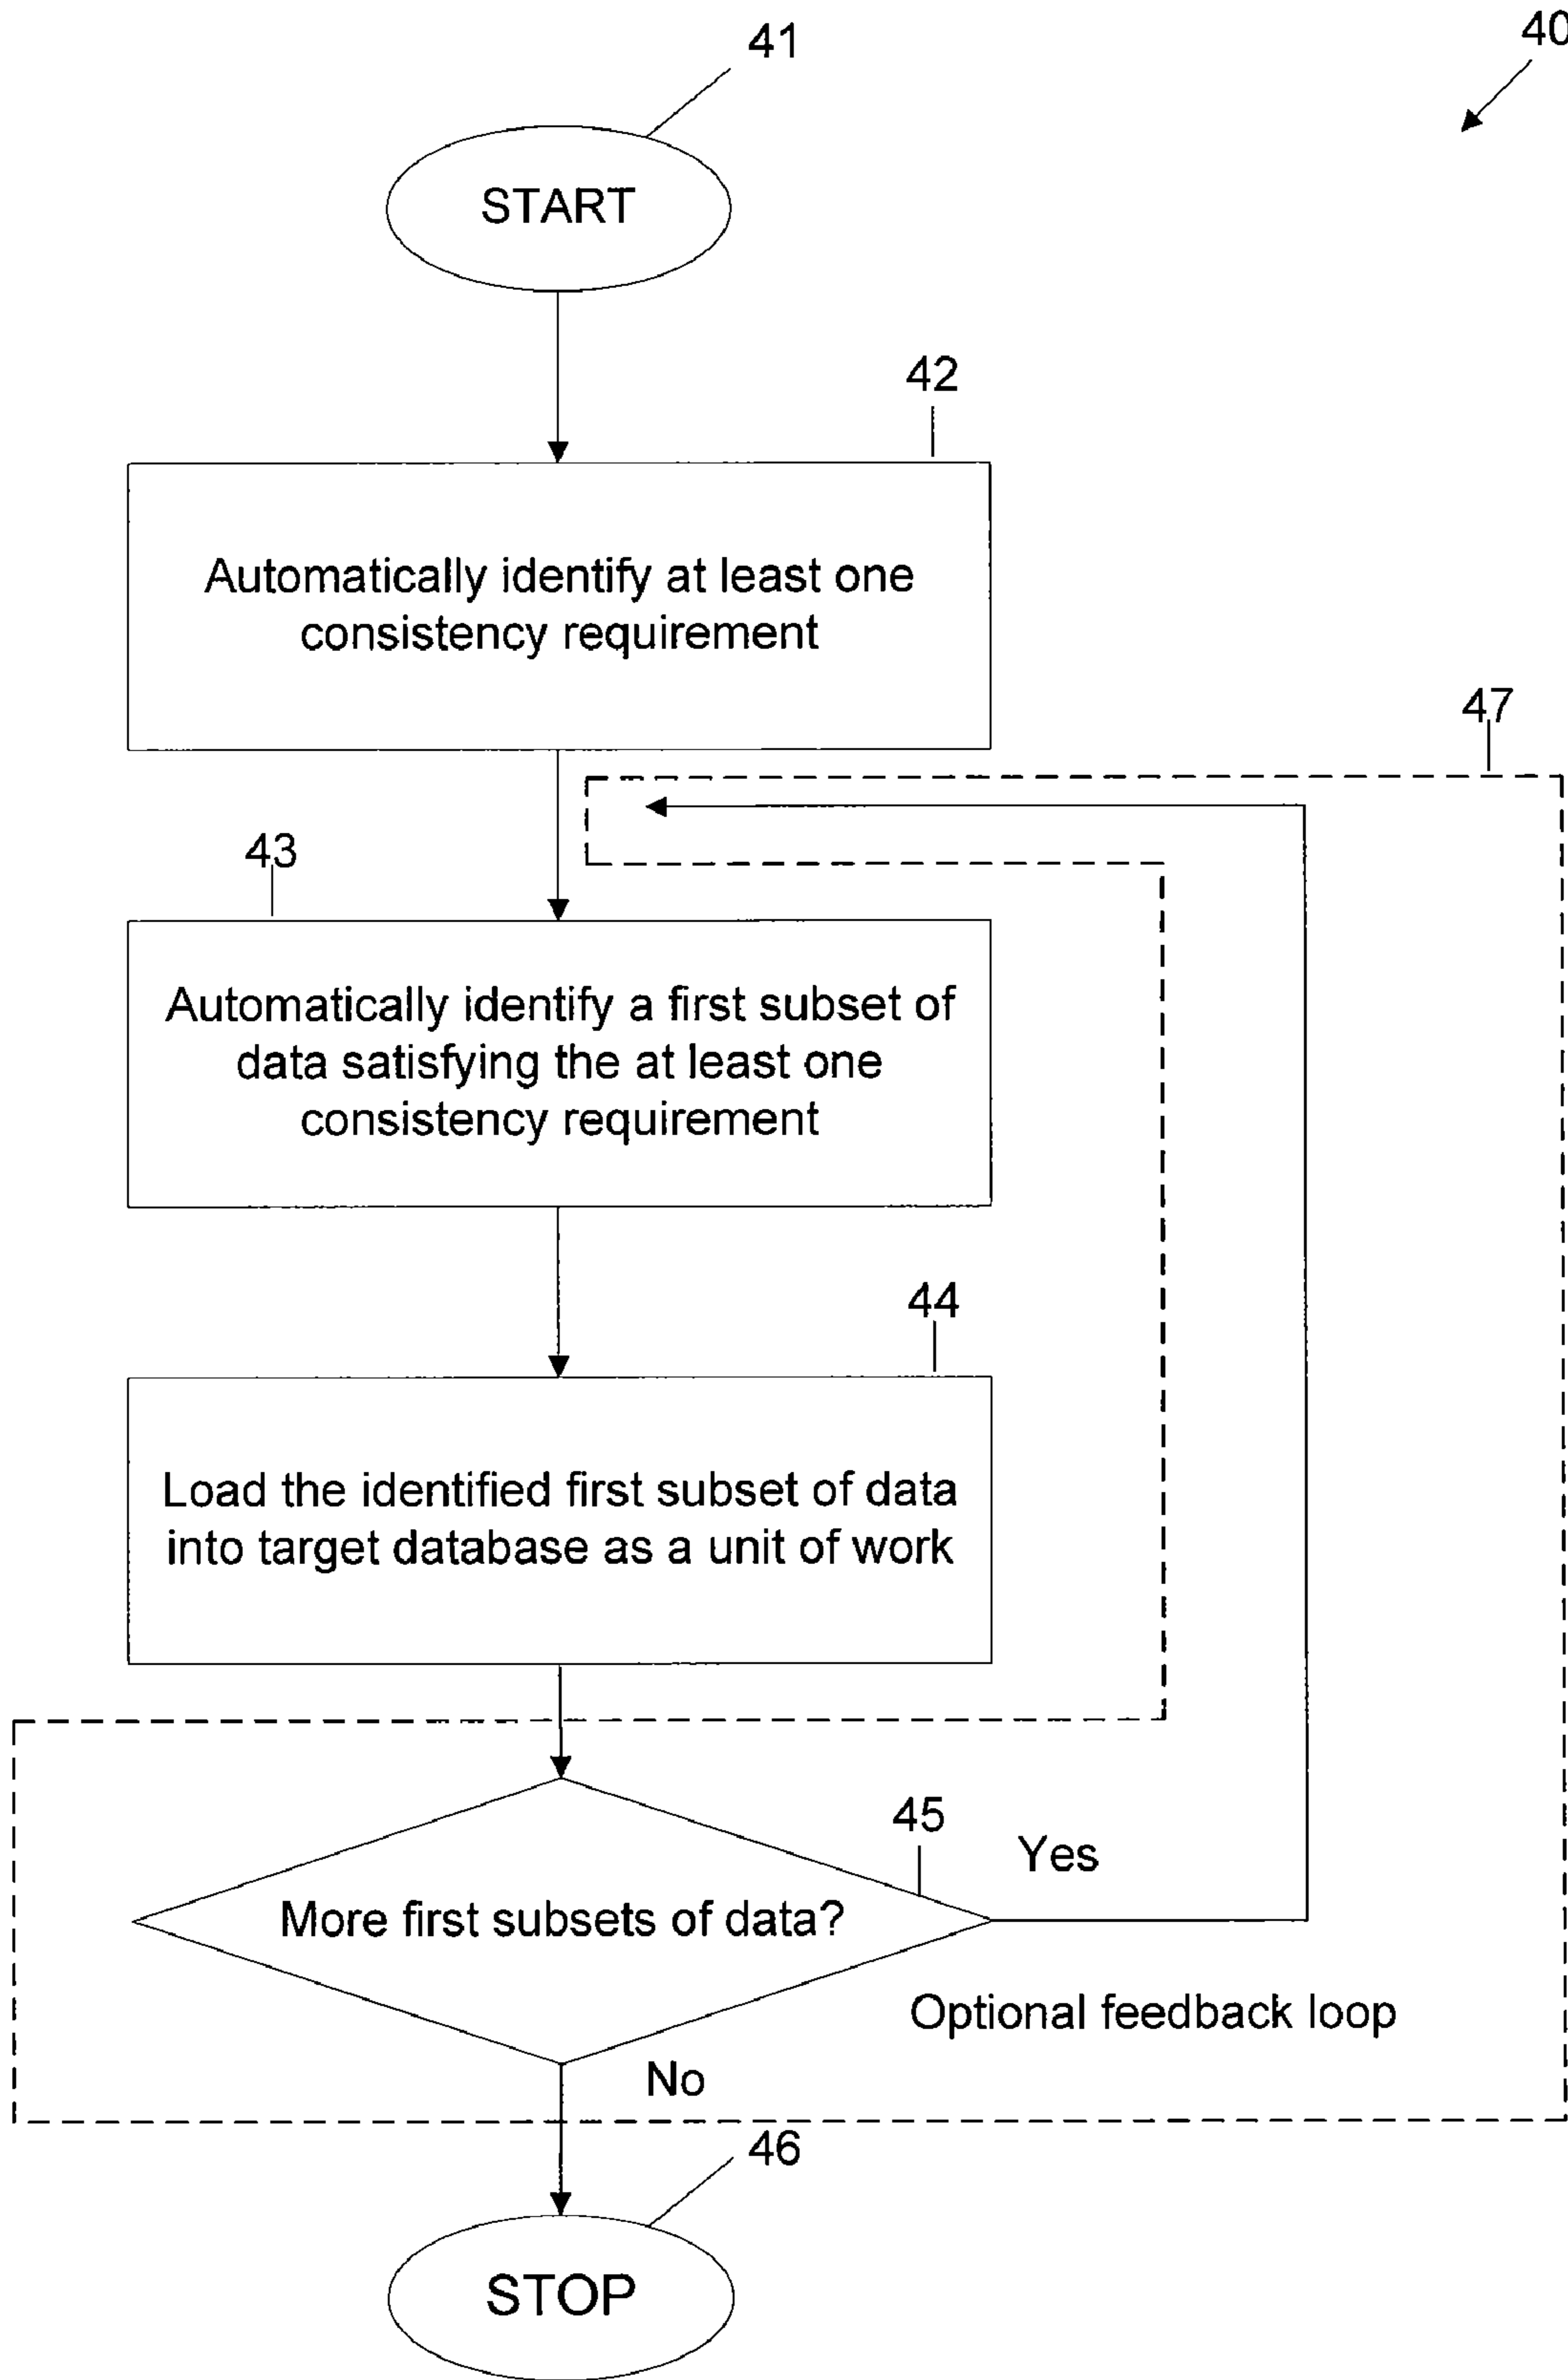 40
41
START
42
Automatically identify at least one
consistency requirement
47
43
Automatically identify a first subset of
data satisfying the at least one
consistency requirement
44
Load the identified first subset of data
into target database as a unit of work
45
Yes
More first subsets of data?
Optional feedback loop
No
46
STOP